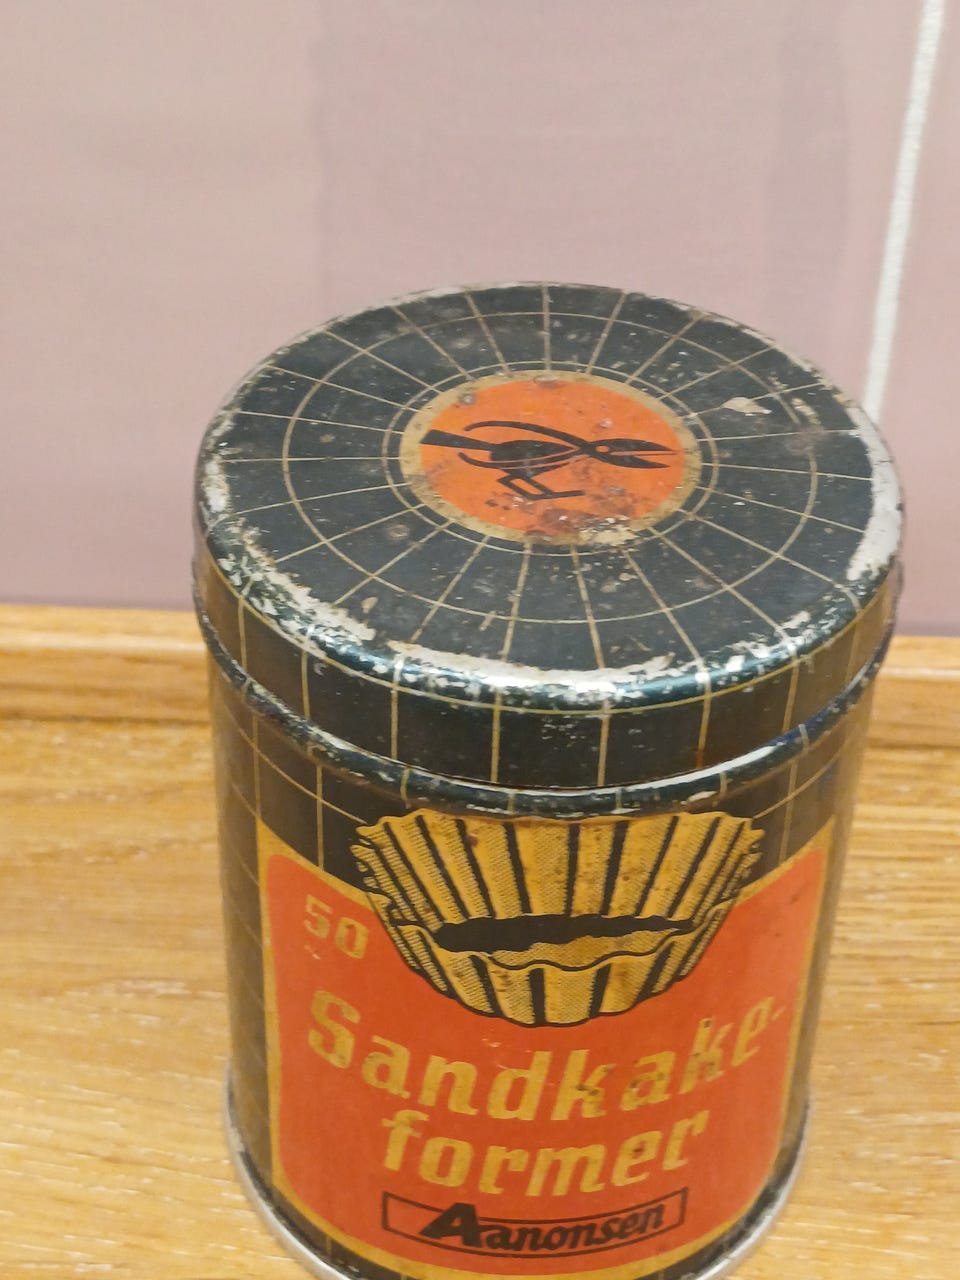 50
Sandkake-
former
Aanonsen